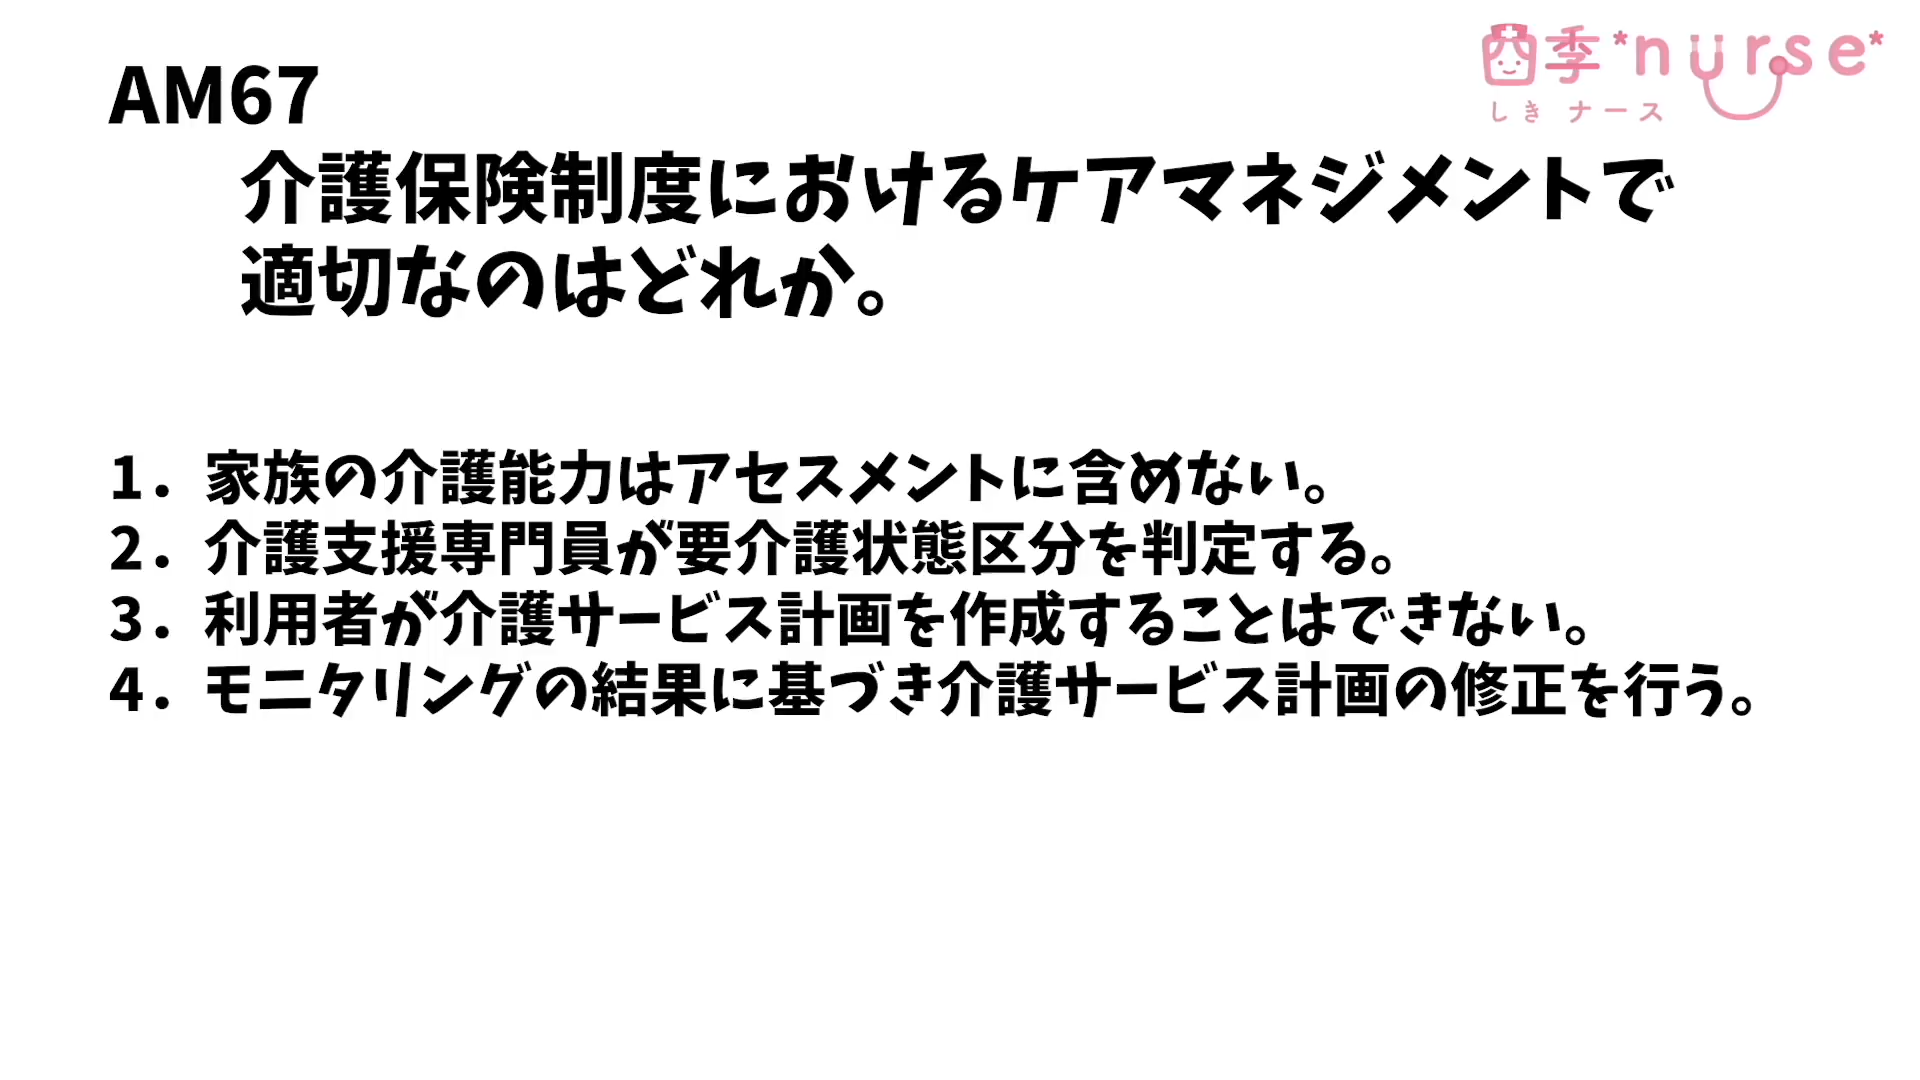 四季*nurse*
しき ナース
AM67
介護保険制度におけるケアマネジメントで
適切なのはどれか。
1. 家族の介護能力はアセスメントに含めない。
2. 介護支援専門員が要介護状態区分を判定する。
3. 利用者が介護サービス計画を作成することはできない。
4. モニタリングの結果に基づき介護サービス計画の修正を行う。